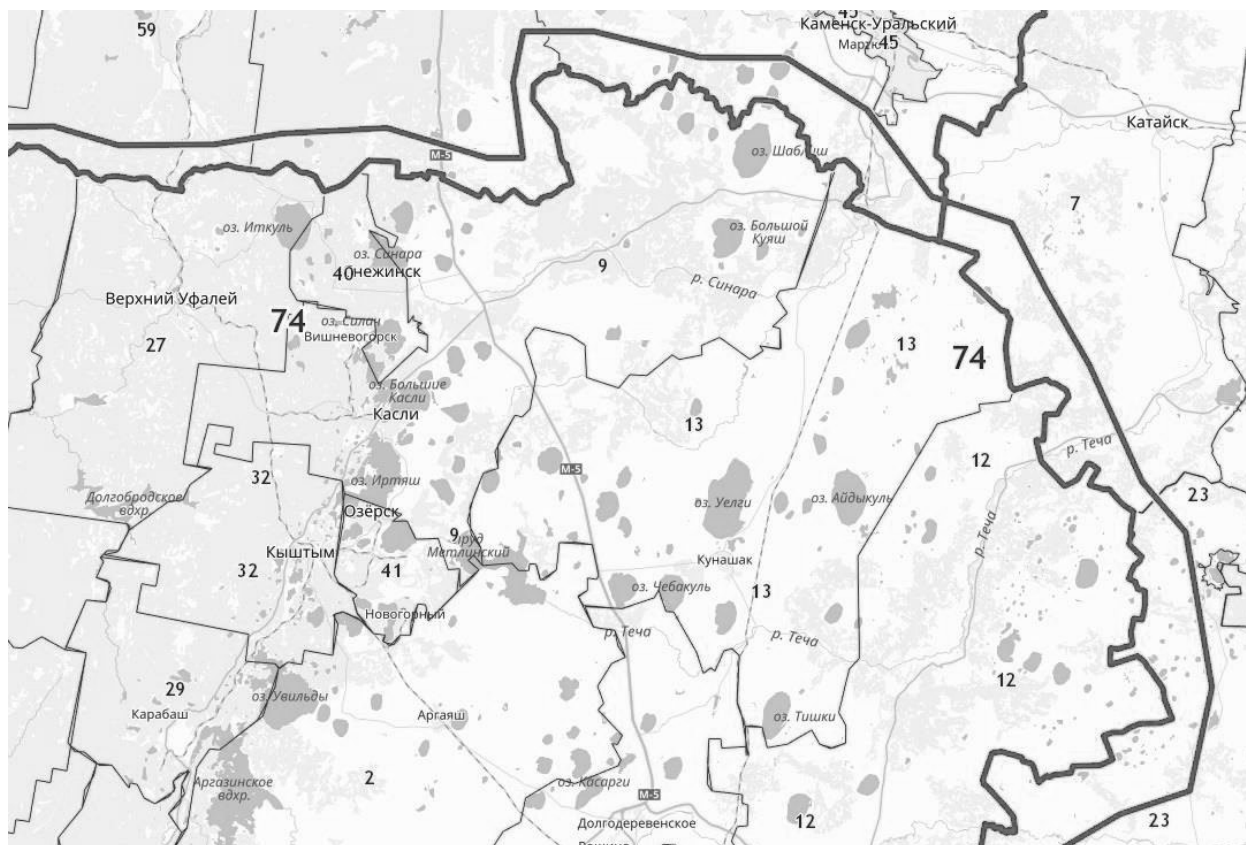 45
59
Каменск-Уральский
45
Катайск
М-5
оз. Шаблиш
7
оз. Иткуль
оз. Большой
Куяш
оз. Синара
40
9
р. Синара
Верхний Уфалей
74
оз. Силач
Вишневогорск
27
13
74
оз. Большие
Касли
Касли
13
р. Теча
12
М-5
32
оз. Иртяш
оз. Уелги
оз. Айдыкуль
Долгобродское
вдхр.
23
Озёрск
9
р. Теча
Метлинский
Кыштым
Кунашак
32
41
оз. Чебакуль
13
Новогорный
р. Теча
р. Теча
12
29
оз. Увильды
Карабаш
Аргаяш
оз. Тишки
2
Аргазинское
вдхр.
оз. Касарги
М-5
Долгодеревенское
12
23